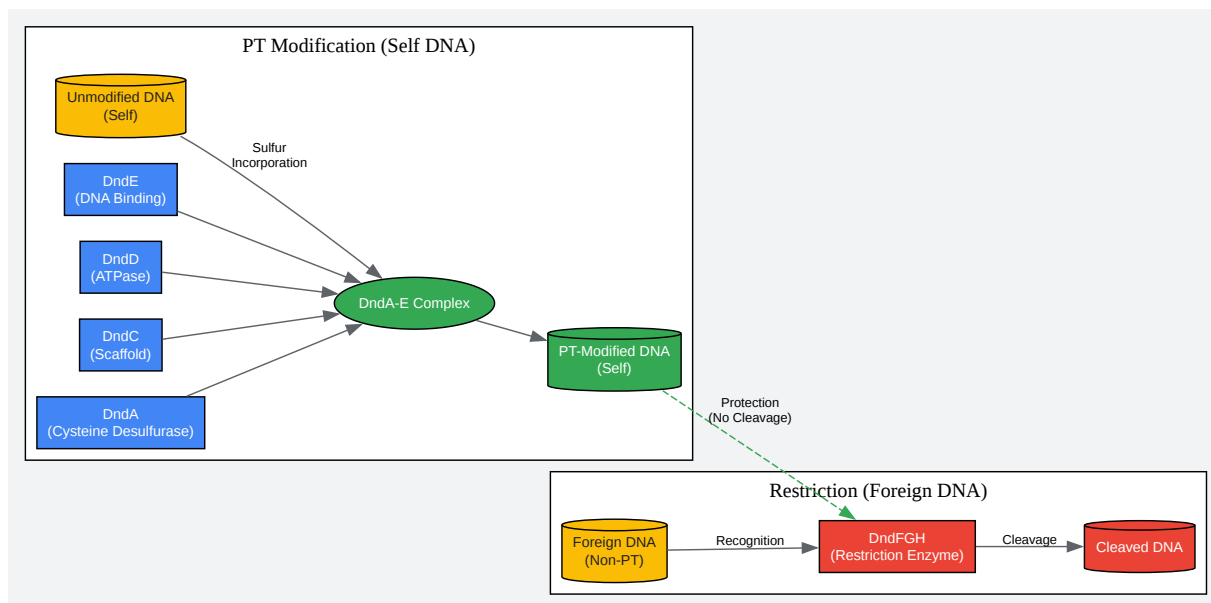 PT Modification (Self DNA)
Unmodified DNA
(Self)
Sulfur
Incorporation
DndE
(DNA Binding)
DndD
(ATPase)
DndC
(Scaffold)
DndA
(Cysteine Desulfurase)
DndA-E Complex
PT-Modified DNA
(Self)
Protection
(No Cleavage)
Restriction (Foreign DNA)
Foreign DNA
(Non-PT)
Recognition
DndFGH
(Restriction Enzyme)
Cleavage
Cleaved DNA